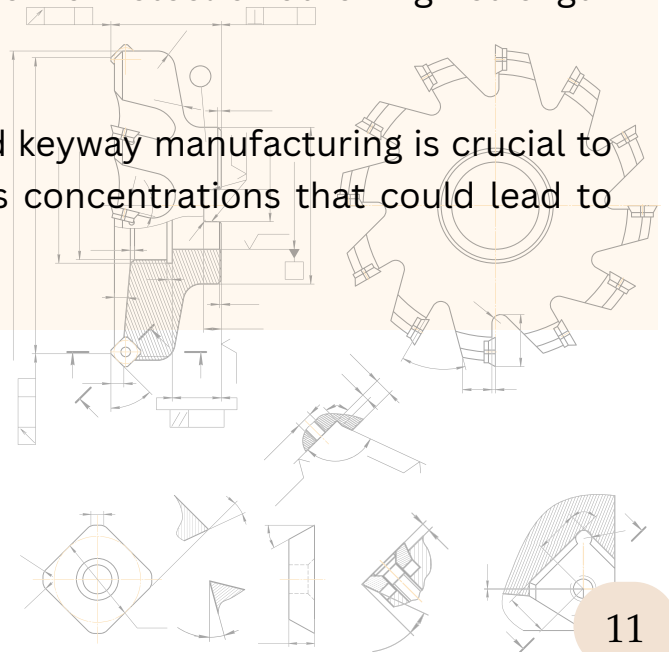 keyway manufacturing is crucial to
concentrations that could lead to
11